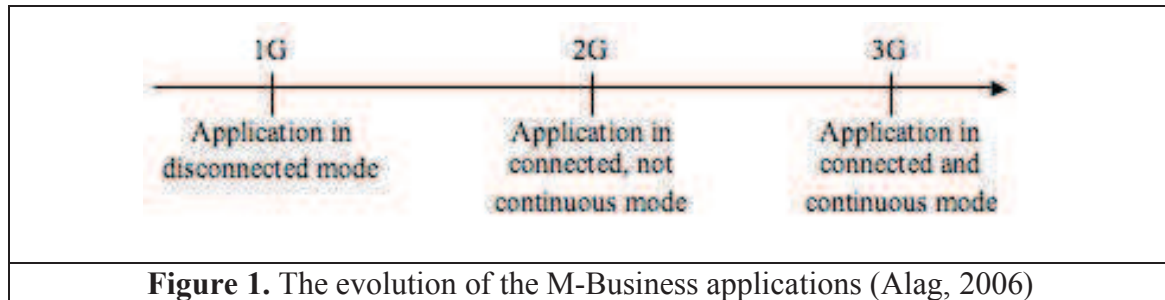 1G 2G 3G
Application in Application in Application in
disconnected mode connected, not connected and
continuous mode continuous mode
Figure 1. The evolution of the M-Business applications (Alag, 2006)